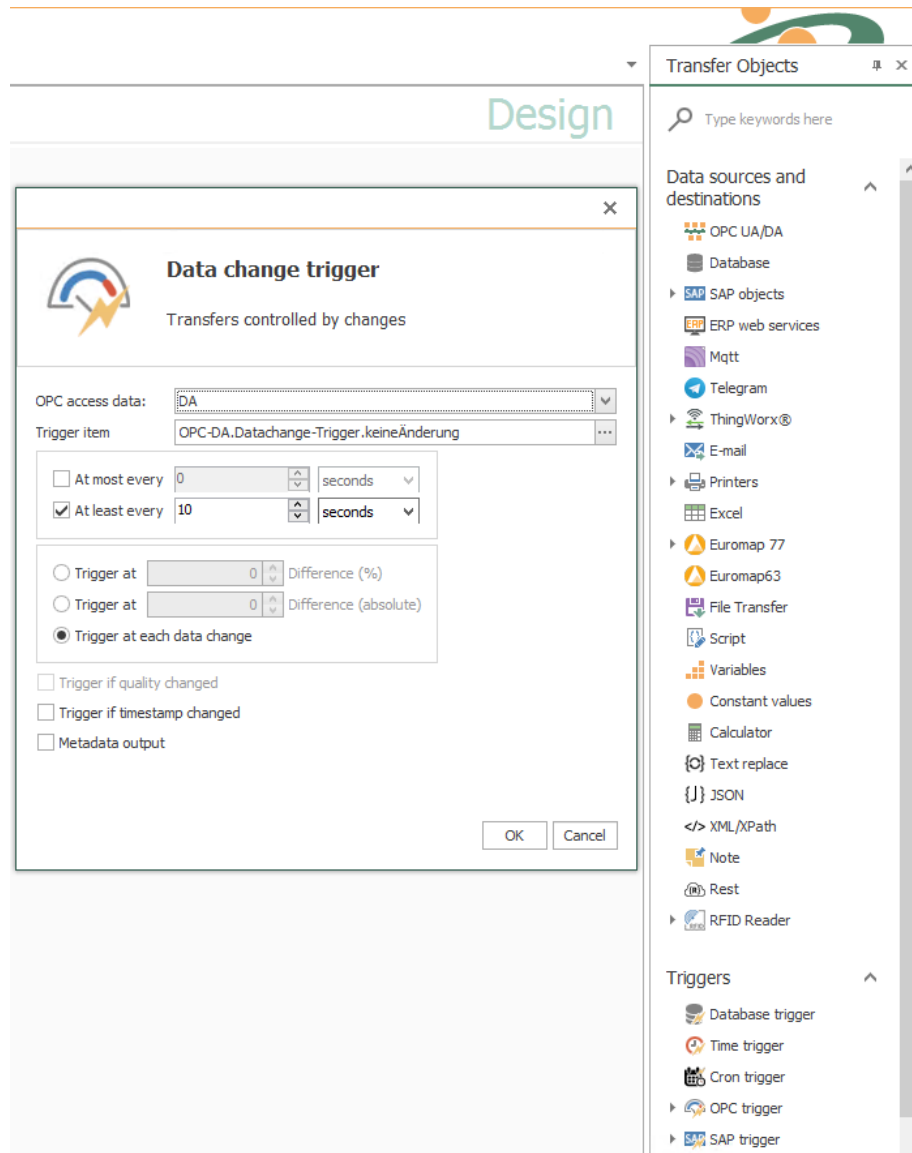 Transfer Objects
Design
Type keywords here
Data change trigger
Transfers controlled by changes
OPC access data: DA
Trigger item OPC-DA.Datachange-Trigger.keineÄnderung ...
At most every 0 seconds
At least every 10 seconds
Trigger at 0 Difference (%)
Trigger at 0 Difference (absolute)
Trigger at each data change
Trigger if quality changed
Trigger if timestamp changed
Metadata output
OK Cancel
Data sources and
destinations
OPC UA/DA
Database
SAP SAP objects
ERP ERP web services
Mqtt
Telegram
ThingWorx®
E-mail
Printers
Excel
Euromap 77
Euromap63
File Transfer
Script
Variables
Constant values
Calculator
Text replace
{J} JSON
</> XML/XPath
Note
Rest
RFID RFID Reader
Triggers
Database trigger
Time trigger
Cron trigger
OPC trigger
SAP SAP trigger